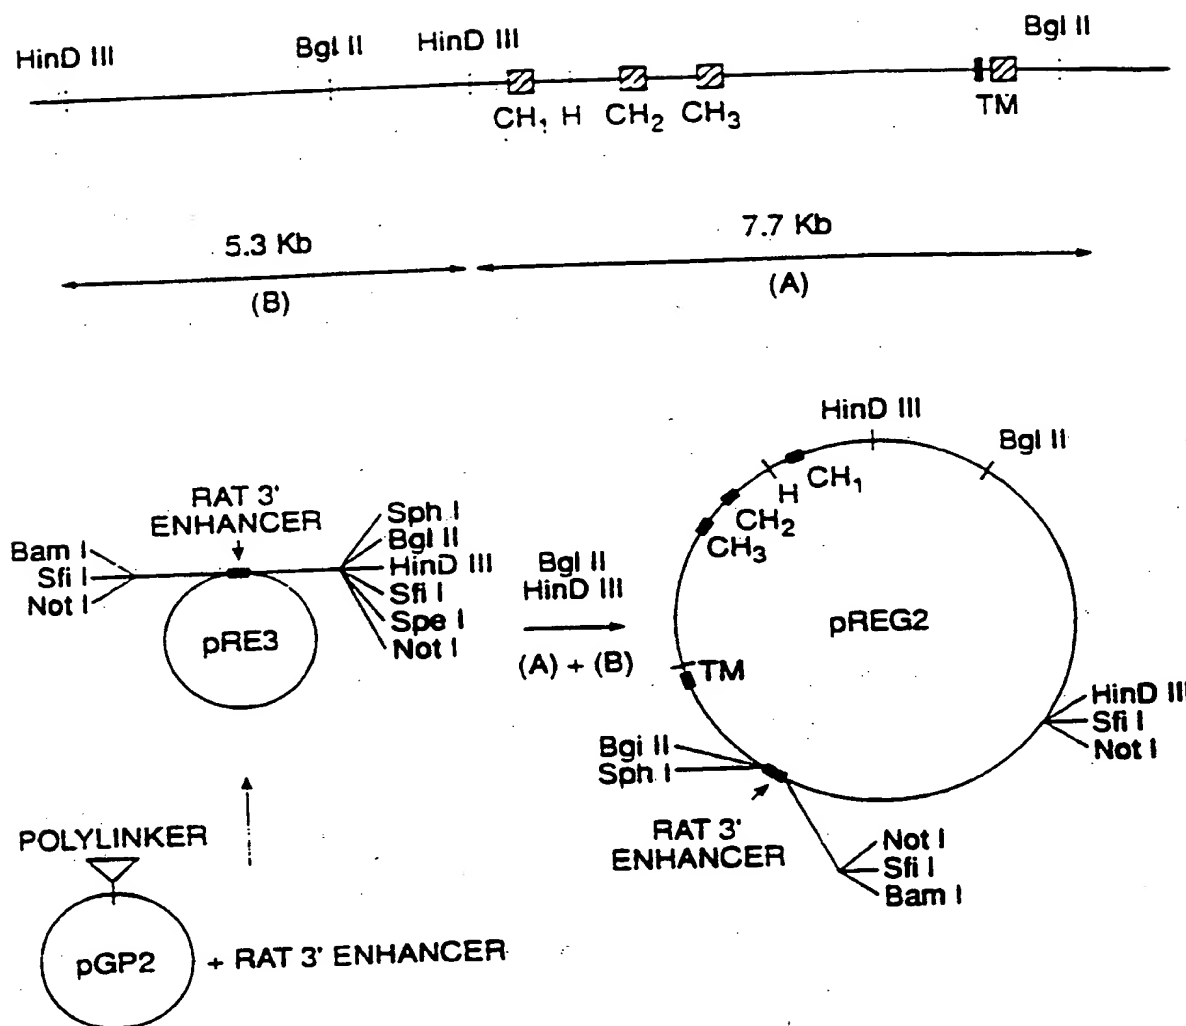 HinD III
Bgl II
HinD III
Bgl II
CH₁ H CH₂ CH₃
TM
5.3 Kb
7.7 Kb
(B)
(A)
HinD III
Bgl II
CH₁
H
CH₂
CH₃
RAT 3'
ENHANCER
Bam I
Sfi I
Not I
Sph I
Bgl II
HinD III
Sfi I
Spe I
Not I
pRE3
Bgl II
HinD III
(A) + (B)
pREG2
TM
HinD III
Sfi I
Not I
Bgi II
Sph I
RAT 3'
ENHANCER
Not I
Sfi I
Bam I
POLYLINKER
pGP2
+ RAT 3' ENHANCER